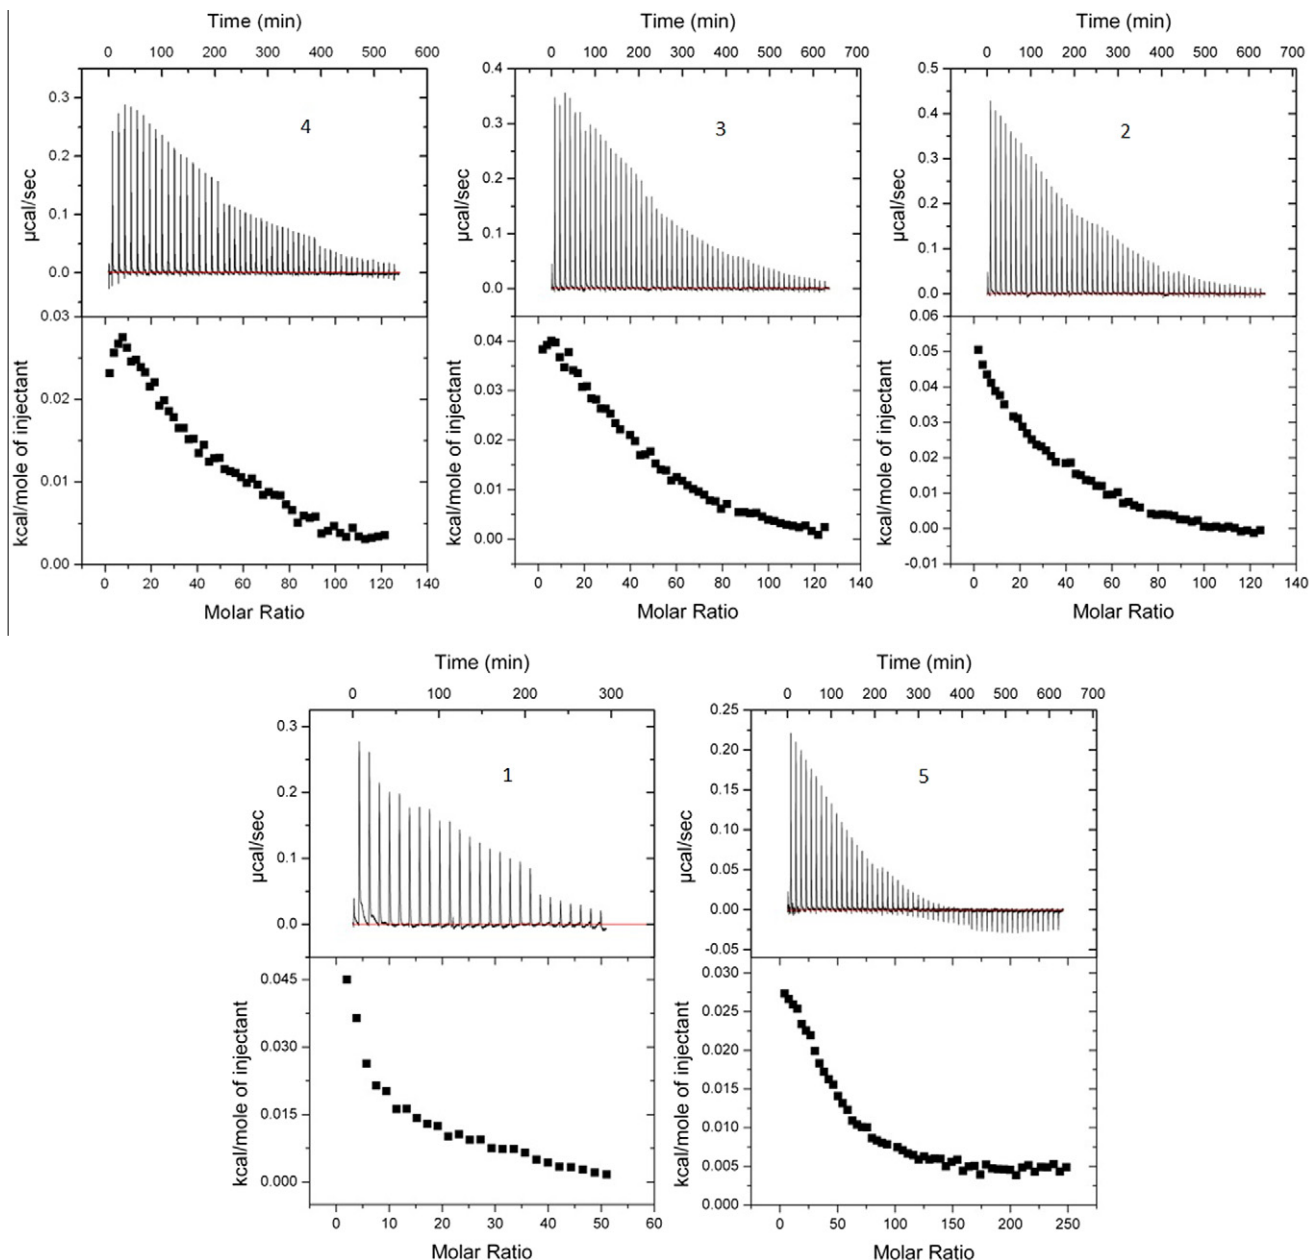 Time (min)
0 100 200 300 400 500 600
0.3
0.2
0.1
0.0
µcal/sec
4
0.03
0.02
0.01
0.00
kcal/mole of injectant
0 20 40 60 80 100 120 140
Molar Ratio
Time (min)
0 100 200 300 400 500 600 700
0.4
0.3
0.2
0.1
0.0
µcal/sec
3
0.04
0.03
0.02
0.01
0.00
kcal/mole of injectant
0 20 40 60 80 100 120 140
Molar Ratio
Time (min)
0 100 200 300 400 500 600 700
0.5
0.4
0.3
0.2
0.1
0.0
µcal/sec
2
0.06
0.05
0.04
0.03
0.02
0.01
0.00
-0.01
kcal/mole of injectant
0 20 40 60 80 100 120 140
Molar Ratio
Time (min)
0 100 200 300
0.3
0.2
0.1
0.0
µcal/sec
1
0.045
0.030
0.015
0.000
kcal/mole of injectant
0 10 20 30 40 50 60
Molar Ratio
Time (min)
0 100 200 300 400 500 600 700
0.25
0.20
0.15
0.10
0.05
0.00
-0.05
µcal/sec
5
0.030
0.025
0.020
0.015
0.010
0.005
0.000
kcal/mole of injectant
0 50 100 150 200 250
Molar Ratio